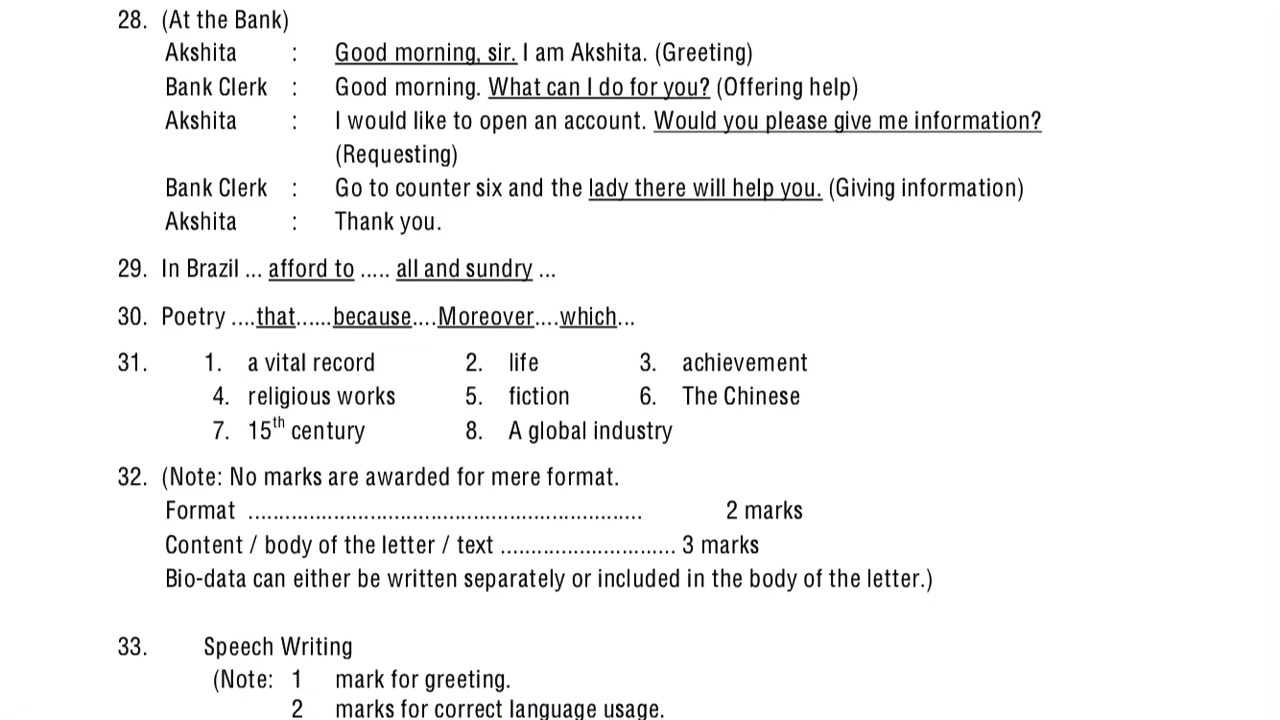 28. (At the Bank)
Akshita : Good morning, sir. I am Akshita. (Greeting)
Bank Clerk : Good morning. What can I do for you? (Offering help)
Akshita : I would like to open an account. Would you please give me information?
(Requesting)
Bank Clerk : Go to counter six and the lady there will help you. (Giving information)
Akshita : Thank you.
29. In Brazil ... afford to ..... all and sundry ...
30. Poetry ....that......because....Moreover....which...
31. 1. a vital record 2. life 3. achievement
4. religious works 5. fiction 6. The Chinese
7. 15th century 8. A global industry
32. (Note: No marks are awarded for mere format.
Format ................................................................ 2 marks
Content / body of the letter / text ............................. 3 marks
Bio-data can either be written separately or included in the body of the letter.)
33. Speech Writing
(Note: 1 mark for greeting.
2 marks for correct language usage.